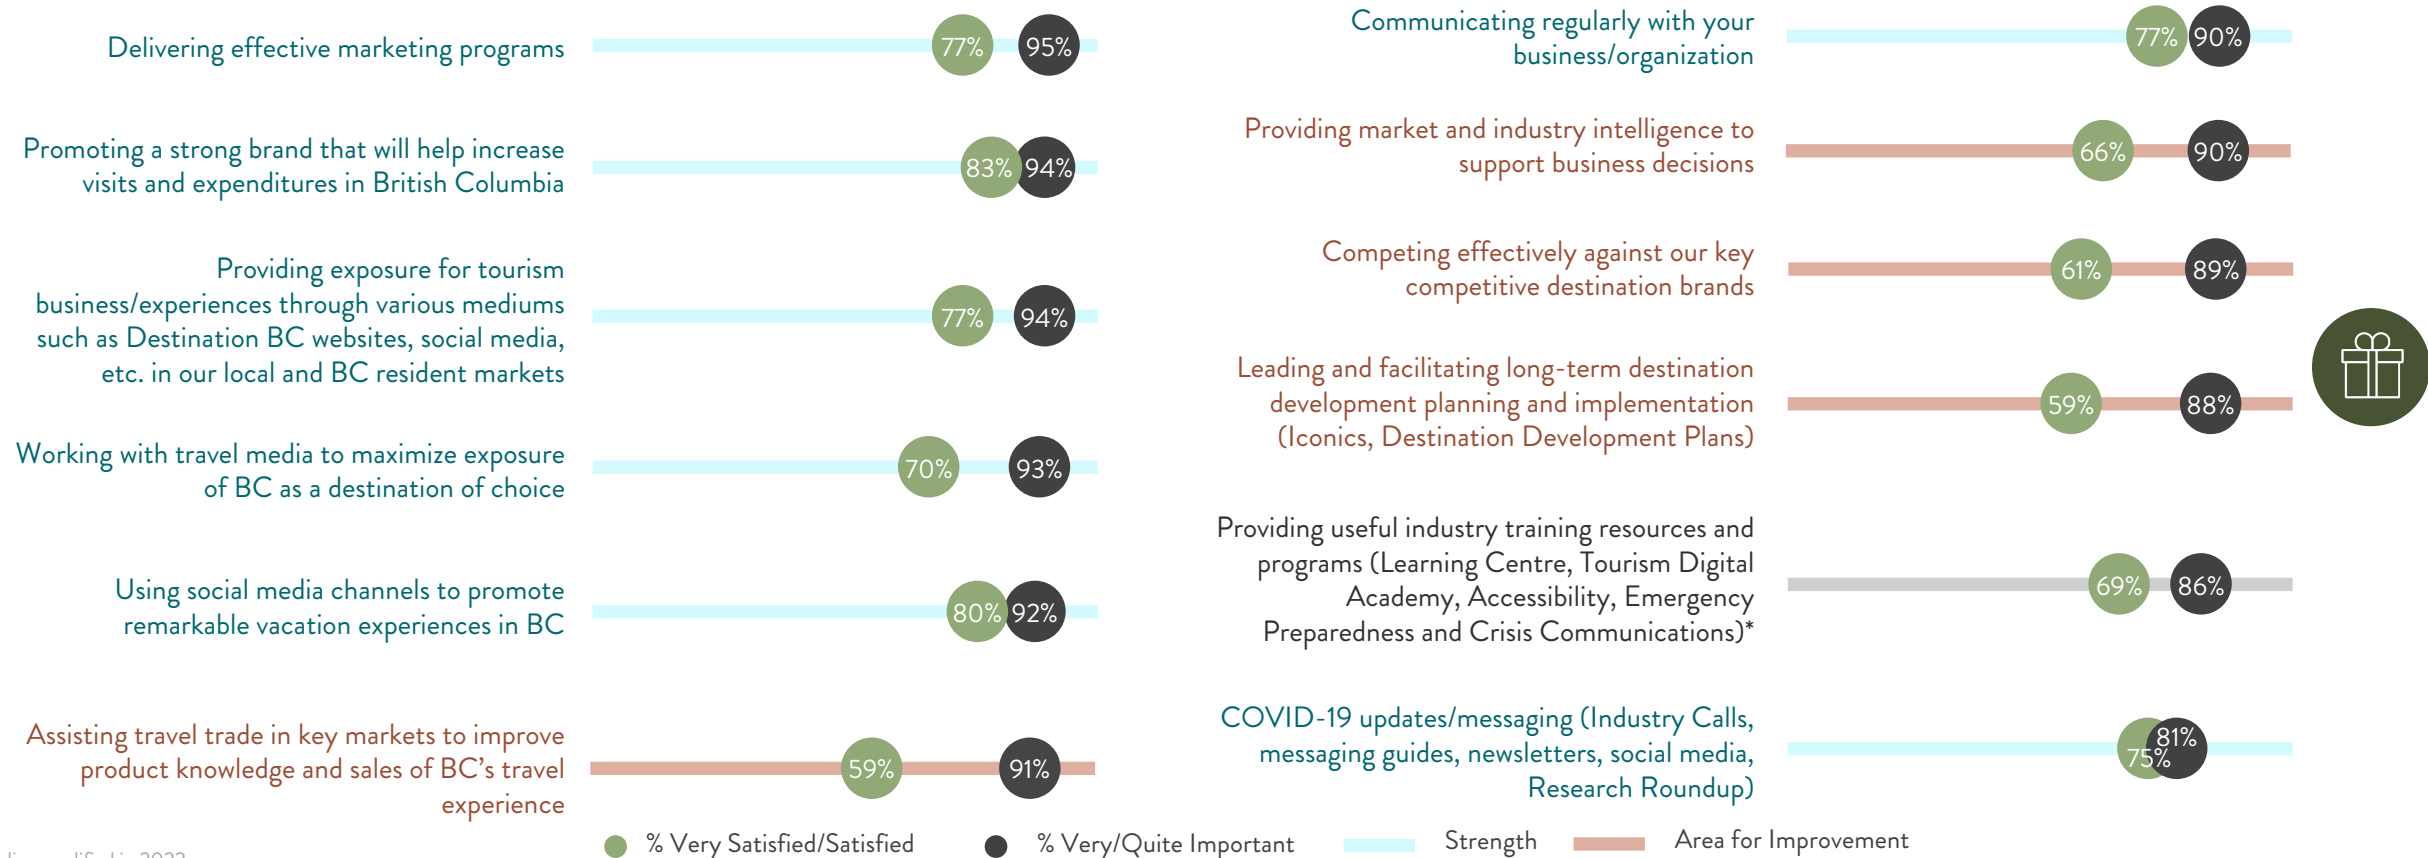 Delivering effective marketing programs
77%
95%
Promoting a strong brand that will help increase
visits and expenditures in British Columbia
83%
94%
Providing exposure for tourism
business/experiences through various mediums
such as Destination BC websites, social media,
etc. in our local and BC resident markets
77%
94%
Working with travel media to maximize exposure
of BC as a destination of choice
70%
93%
Using social media channels to promote
remarkable vacation experiences in BC
80%
92%
Assisting travel trade in key markets to improve
product knowledge and sales of BC’s travel
experience
59%
91%
Communicating regularly with your
business/organization
77%
90%
Providing market and industry intelligence to
support business decisions
66%
90%
Competing effectively against our key
competitive destination brands
61%
89%
Leading and facilitating long-term destination
development planning and implementation
(Iconics, Destination Development Plans)
59%
88%
Providing useful industry training resources and
programs (Learning Centre, Tourism Digital
Academy, Accessibility, Emergency
Preparedness and Crisis Communications)*
69%
86%
COVID-19 updates/messaging (Industry Calls,
messaging guides, newsletters, social media,
Research Roundup)
75%
81%
% Very Satisfied/Satisfied
% Very/Quite Important
Strength
Area for Improvement